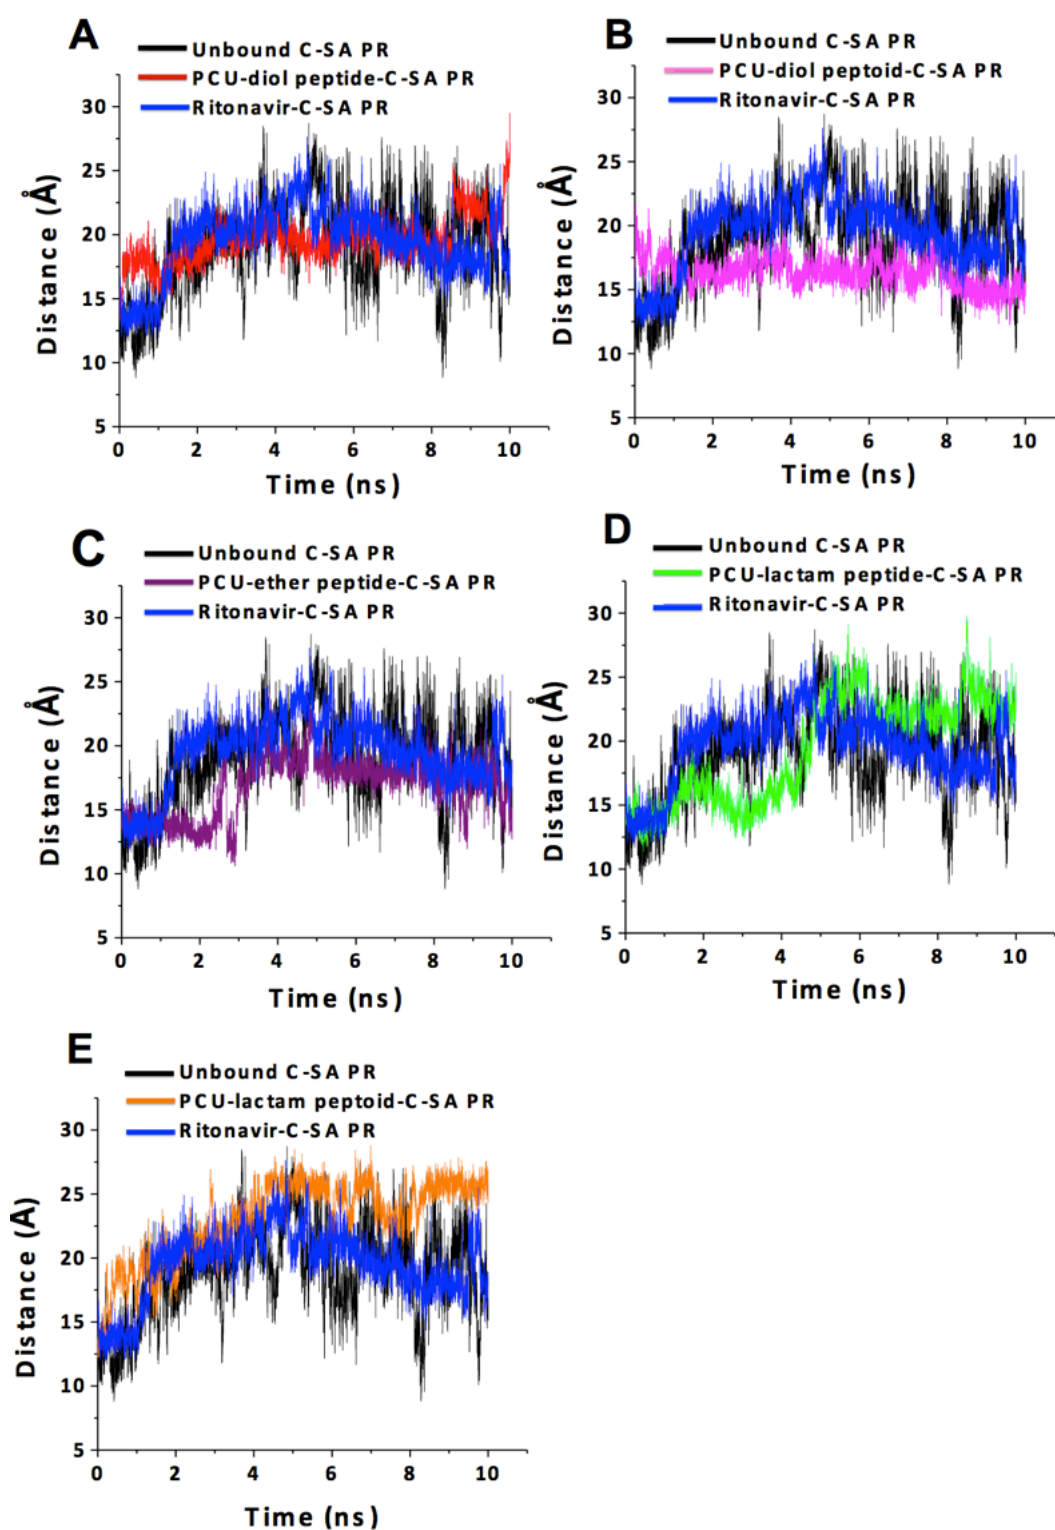 A
Unbound C-SA PR
PCU-diol peptide-C-SA PR
Ritonavir-C-SA PR
30
25
20
15
10
5
0 2 4 6 8 10
Distance (Å)
Time (ns)
B
Unbound C-SA PR
PCU-diol peptoid-C-SA PR
Ritonavir-C-SA PR
30
25
20
15
10
5
0 2 4 6 8 10
Distance (Å)
Time (ns)
C
Unbound C-SA PR
PCU-ether peptide-C-SA PR
Ritonavir-C-SA PR
30
25
20
15
10
5
0 2 4 6 8 10
Distance (Å)
Time (ns)
D
Unbound C-SA PR
PCU-lactam peptide-C-SA PR
Ritonavir-C-SA PR
30
25
20
15
10
5
0 2 4 6 8 10
Distance (Å)
Time (ns)
E
Unbound C-SA PR
PCU-lactam peptoid-C-SA PR
Ritonavir-C-SA PR
30
25
20
15
10
5
0 2 4 6 8 10
Distance (Å)
Time (ns)